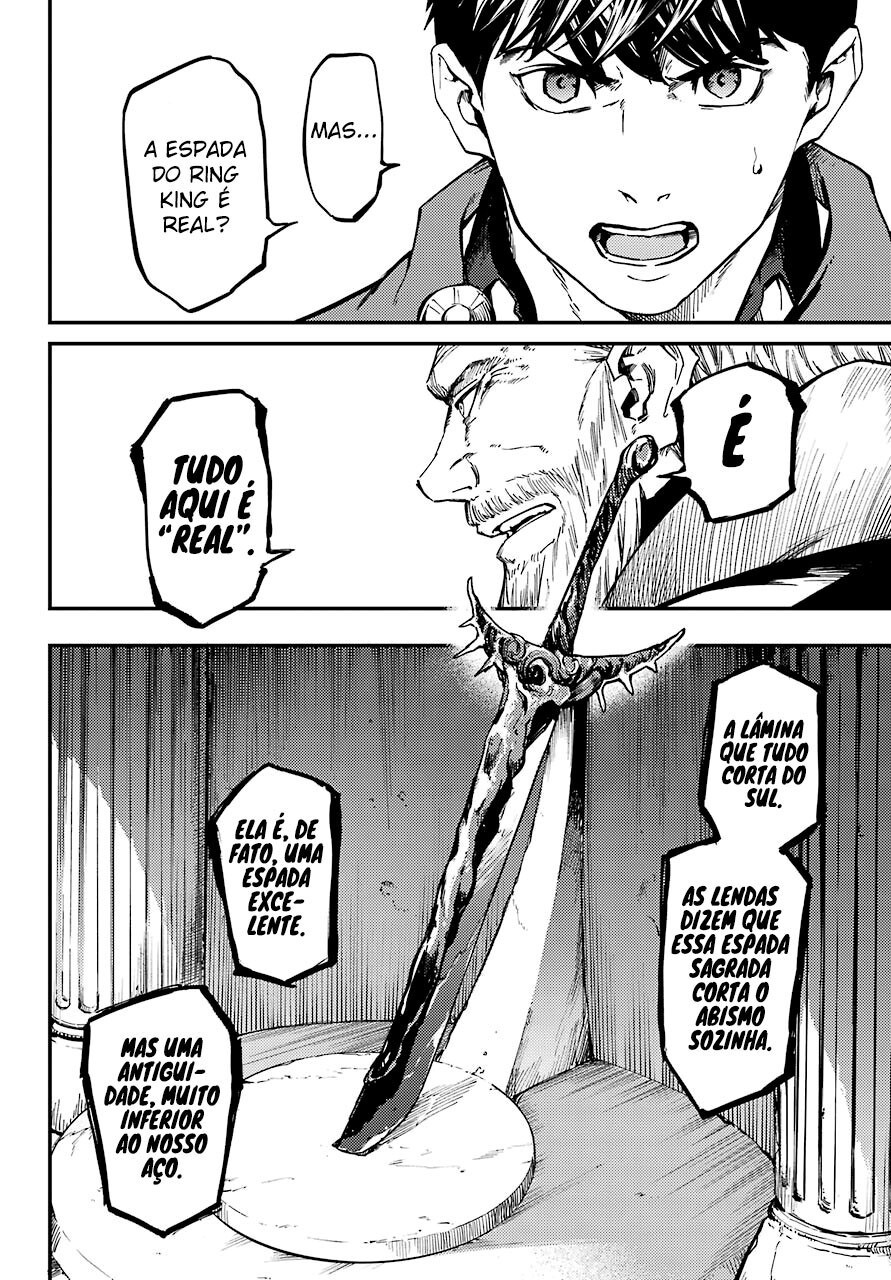 MAS...
A ESPADA
DO RING
KING É
REAL?
É
TUDO
AQUI É
"REAL".
A LÂMINA
QUE TUDO
CORTA DO
SUL.
AS LENDAS
DIZEM QUE
ESSA ESPADA
SAGRADA
CORTA O
ABISMO
SOZINHA.
ELA É, DE
FATO, UMA
ESPADA
EXCE-
LENTE.
MAS UMA
ANTIGUI-
DADE, MUITO
INFERIOR
AO NOSSO
AÇO.